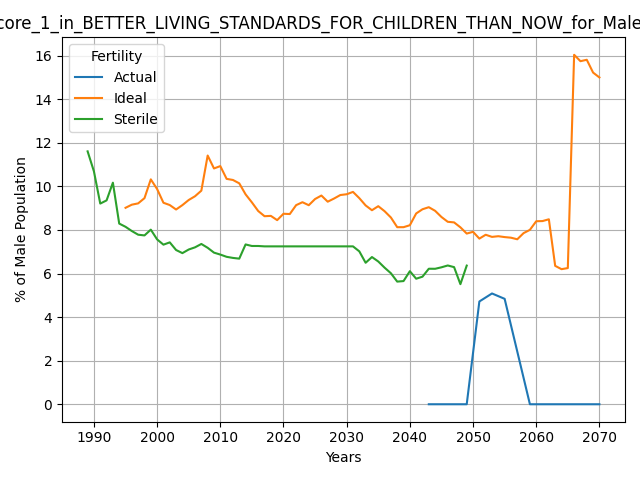 core_1_in_BETTER_LIVING_STANDARDS_FOR_CHILDREN_THAN_NOW_for_Male
Fertility
Actual
Ideal
Sterile
% of Male Population
16
14
12
10
8
6
4
2
0
1990 2000 2010 2020 2030 2040 2050 2060 2070
Years